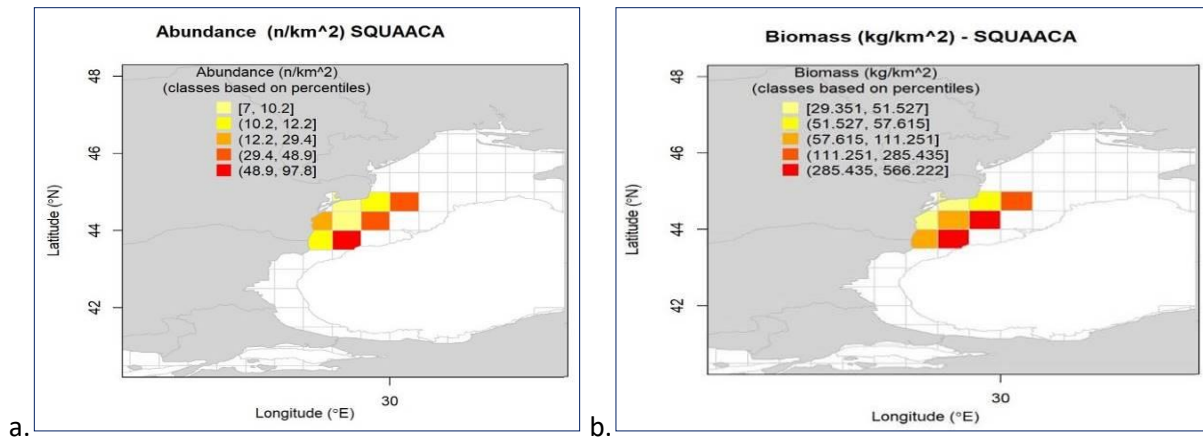 Abundance (n/km^2) SQUAACA
Abundance (n/km^2)
(classes based on percentiles)
[7, 10.2]
(10.2, 12.2]
(12.2, 29.4]
(29.4, 48.9]
(48.9, 97.8]
48
46
44
42
Latitude (°N)
30
Longitude (°E)
a.
Biomass (kg/km^2) - SQUAACA
Biomass (kg/km^2)
(classes based on percentiles)
[29.351, 51.527]
(51.527, 57.615]
(57.615, 111.251]
(111.251, 285.435]
(285.435, 566.222]
48
46
44
42
Latitude (°N)
30
Longitude (°E)
b.